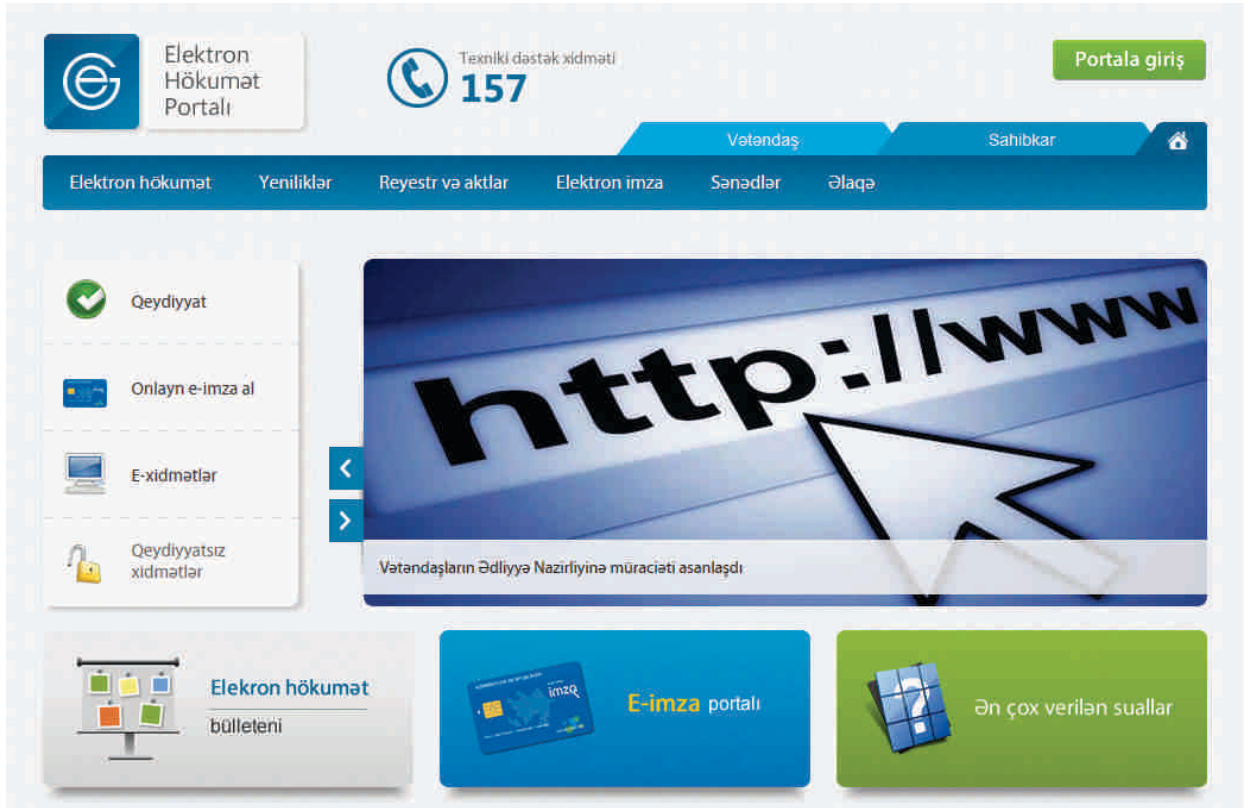 Elektron
Hökumət
Portalı
Texniki dəstək xidməti
157
Portala giriş
Vətəndaş
Sahibkar
Elektron hökumət
Yeniliklər
Reyestr və aktlar
Elektron imza
Sənədlər
Əlaqə
Qeydiyyat
Onlayn e-imza al
E-xidmətlər
Qeydiyyatsız
xidmətlər
http://www
Vətəndaşların Ədliyyə Nazirliyinə müraciəti asanlaşdı
Elekron hökumət
bülleteni
imza
E-imza portalı
?
Ən çox verilən suallar